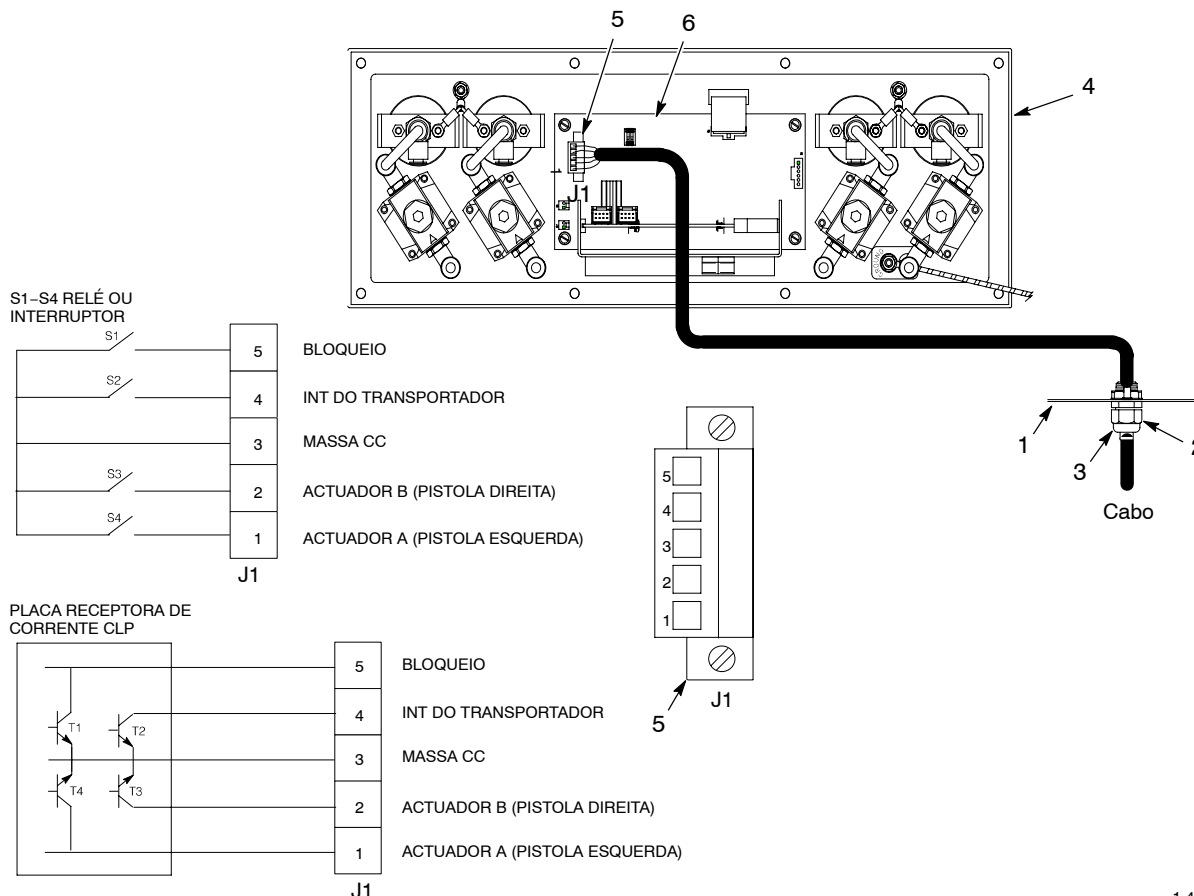 5
6
4
J1
S1–S4 RELÉ OU
INTERRUPTOR
S1
5 BLOQUEIO
S2
4 INT DO TRANSPORTADOR
3 MASSA CC
S3
2 ACTUADOR B (PISTOLA DIREITA)
S4
1 ACTUADOR A (PISTOLA ESQUERDA)
J1
1
3
2
Cabo
5
4
3
2
1
J1
5
PLACA RECEPTORA DE
CORRENTE CLP
5 BLOQUEIO
T1
T2
4 INT DO TRANSPORTADOR
3 MASSA CC
T4
T3
2 ACTUADOR B (PISTOLA DIREITA)
1 ACTUADOR A (PISTOLA ESQUERDA)
J1